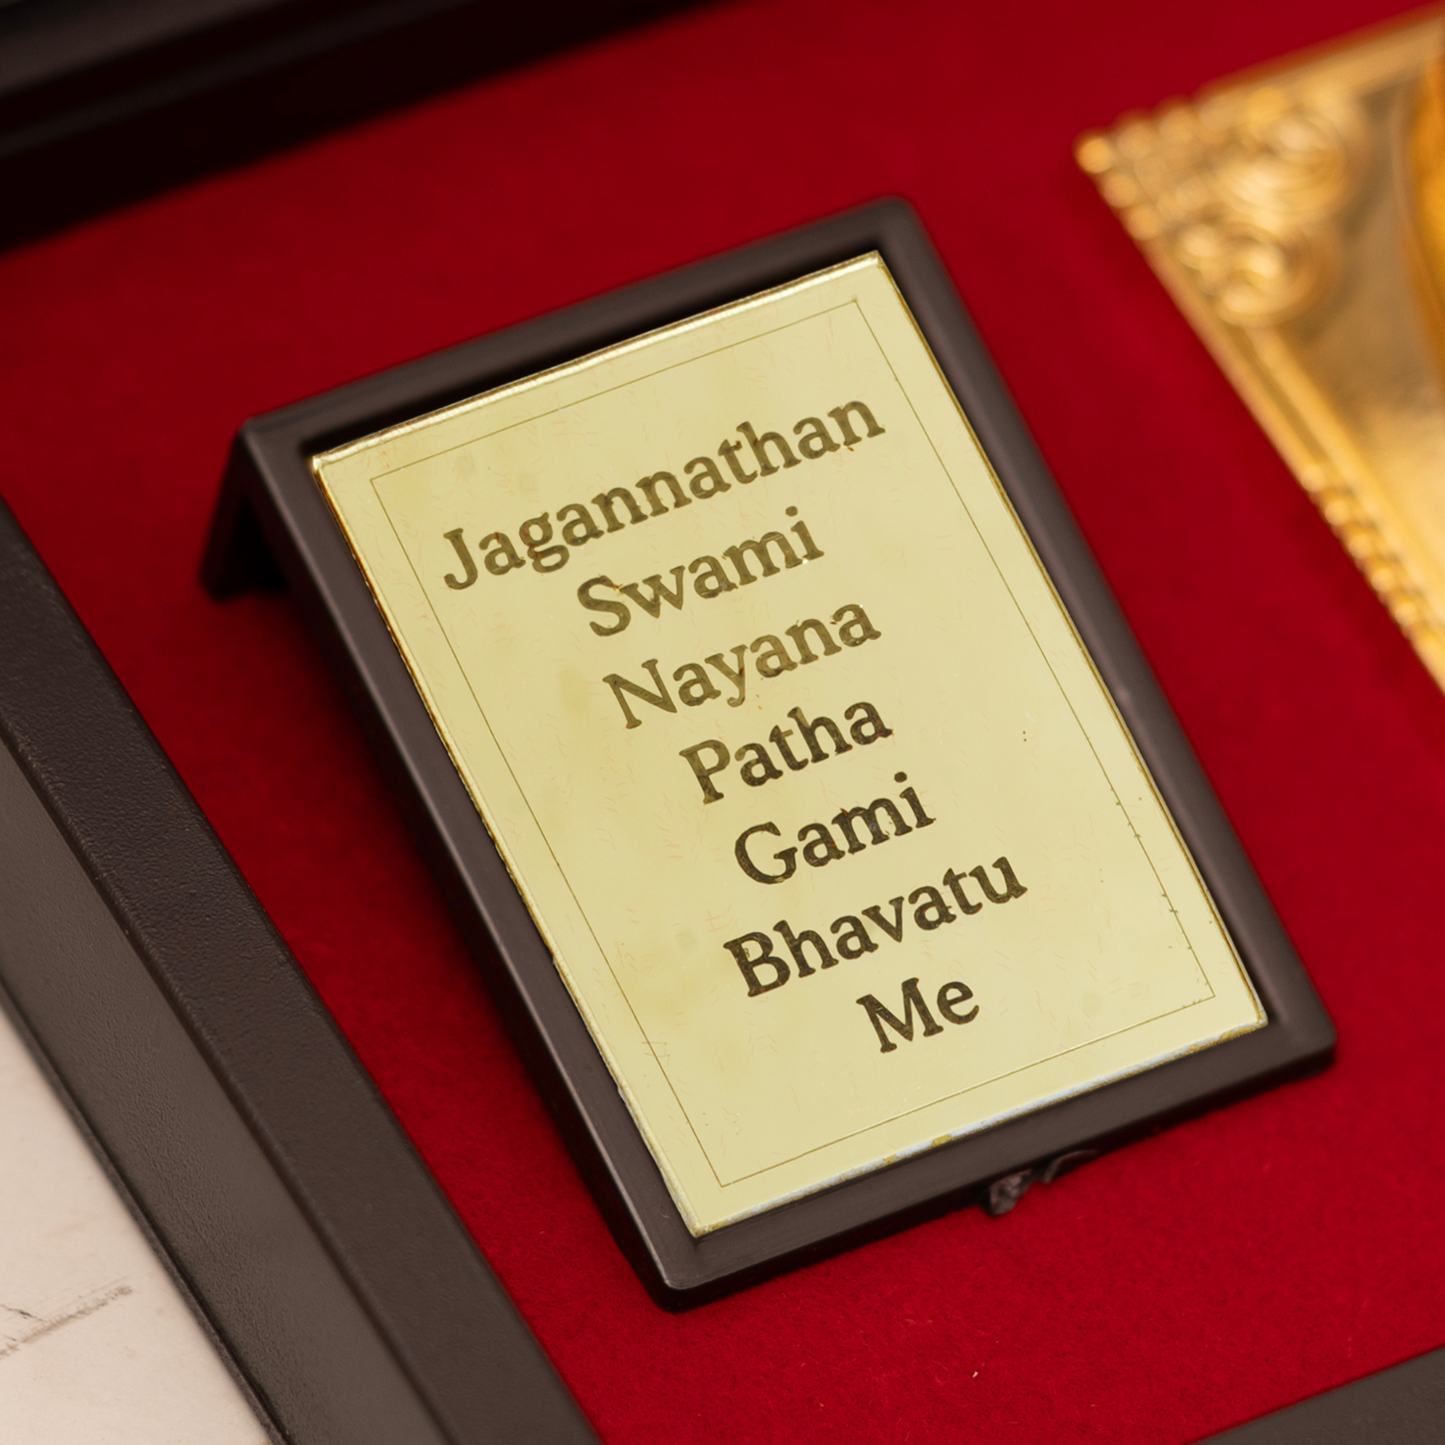 Jagannathan
Swami
Nayana
Patha
Gami
Bhavatu
Me